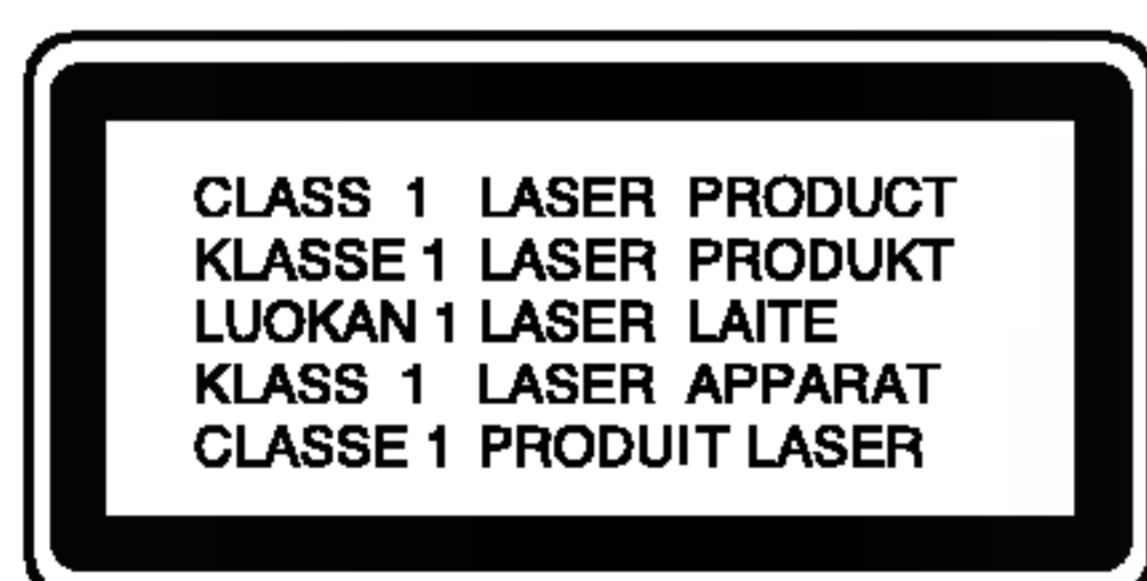 CLASS 1 LASER PRODUCT
KLASSE 1 LASER PRODUKT
LUOKAN 1 LASER LAITE
KLASS 1 LASER APPARAT
CLASSE 1 PRODUIT LASER